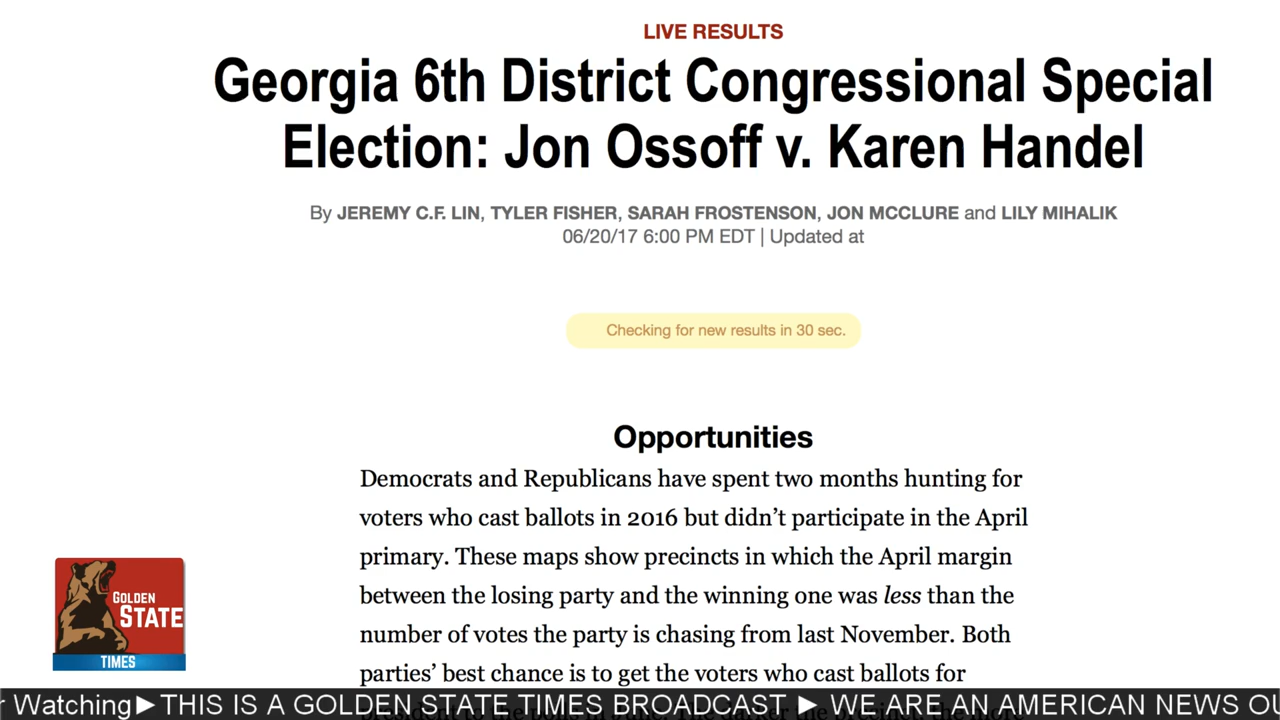 LIVE RESULTS
Georgia 6th District Congressional Special
Election: Jon Ossoff v. Karen Handel
By JEREMY C.F. LIN, TYLER FISHER, SARAH FROSTENSON, JON MCCLURE and LILY MIHALIK
06/20/17 6:00 PM EDT | Updated at
Checking for new results in 30 sec.
Opportunities
Democrats and Republicans have spent two months hunting for
voters who cast ballots in 2016 but didn’t participate in the April
primary. These maps show precincts in which the April margin
between the losing party and the winning one was less than the
number of votes the party is chasing from last November. Both
parties’ best chance is to get the voters who cast ballots for
GOLDEN
STATE
TIMES
Watching►THIS IS A GOLDEN STATE TIMES BROADCAST ► WE ARE AN AMERICAN NEWS